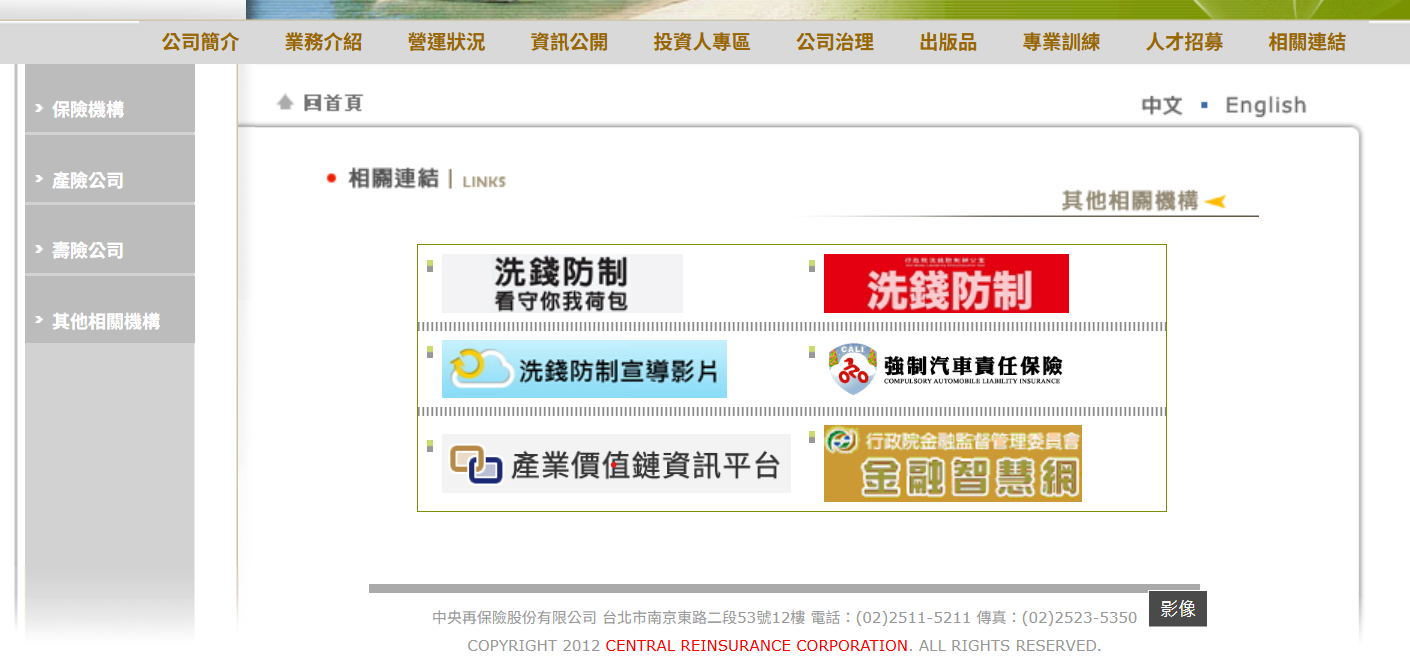 公司簡介 業務介紹 營運狀況 資訊公開 投資人專區 公司治理 出版品 專業訓練 人才招募 相關連結
保險機構
產險公司
壽險公司
其他相關機構
回首頁
中文 ▪ English
相關連結 | LINKS
其他相關機構
洗錢防制
看守你我荷包
行政院洗錢防制辦公室
洗錢防制
洗錢防制宣導影片
CALI
強制汽車責任保險
COMPULSORY AUTOMOBILE LIABILITY INSURANCE
產業價值鏈資訊平台
行政院金融監督管理委員會
金融智慧網
中央再保險股份有限公司 台北市南京東路二段53號12樓 電話：(02)2511-5211 傳真：(02)2523-5350
影像
COPYRIGHT 2012 CENTRAL REINSURANCE CORPORATION. ALL RIGHTS RESERVED.